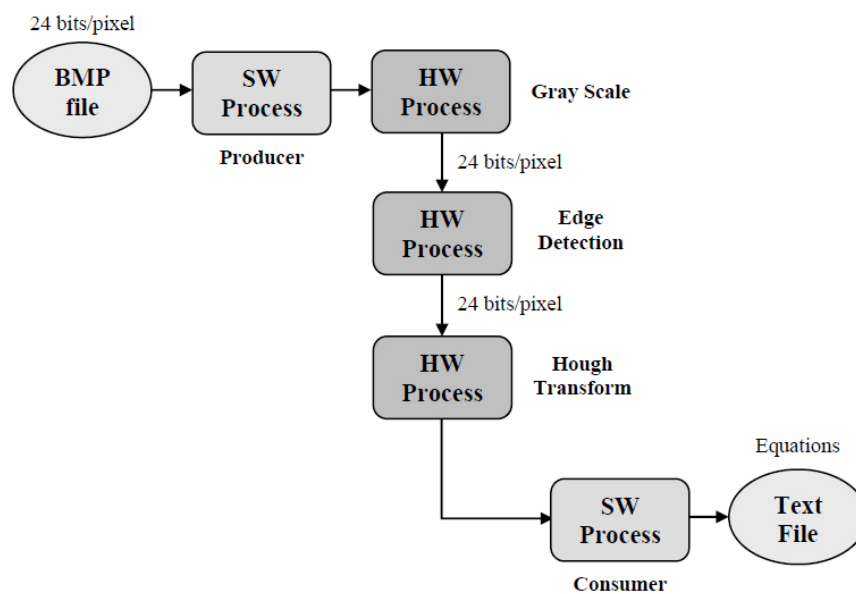 24 bits/pixel
BMP
file
SW
Process
Producer
HW
Process
Gray Scale
24 bits/pixel
HW
Process
Edge
Detection
24 bits/pixel
HW
Process
Hough
Transform
SW
Process
Consumer
Equations
Text
File